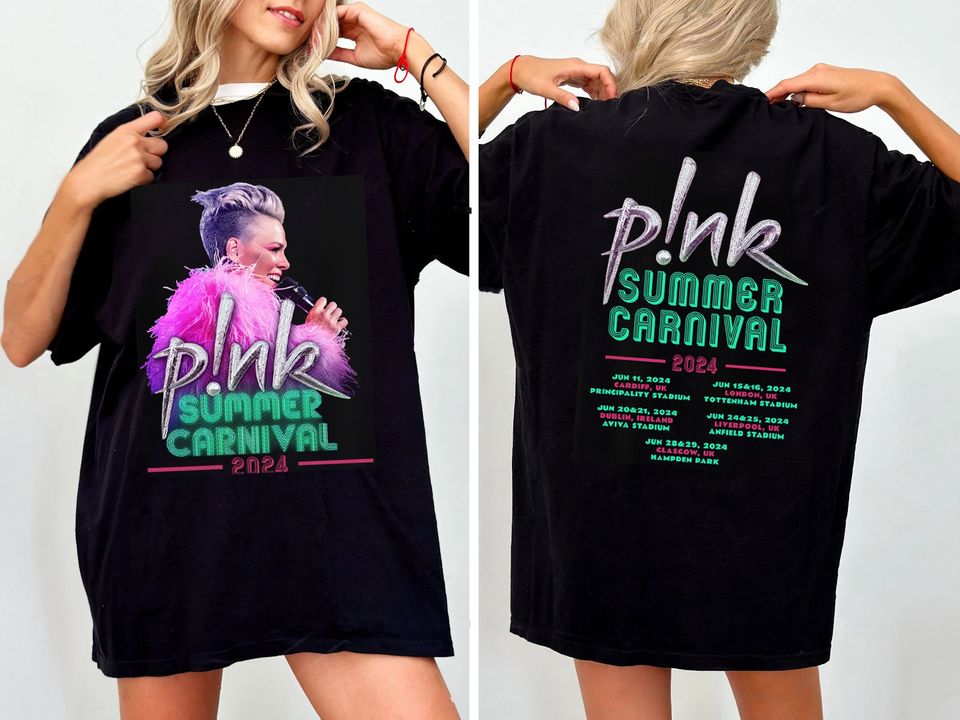 p!nk
SUMMER
CARNIVAL
2024
p!nk
SUMMER
CARNIVAL
2024
JUN 11, 2024
CARDIFF, UK
PRINCIPALITY STADIUM
JUN 15&16, 2024
LONDON, UK
TOTTENHAM STADIUM
JUN 20&21, 2024
DUBLIN, IRELAND
AVIVA STADIUM
JUN 24&25, 2024
LIVERPOOL, UK
ANFIELD STADIUM
JUN 28&29, 2024
GLASGOW, UK
HAMPDEN PARK